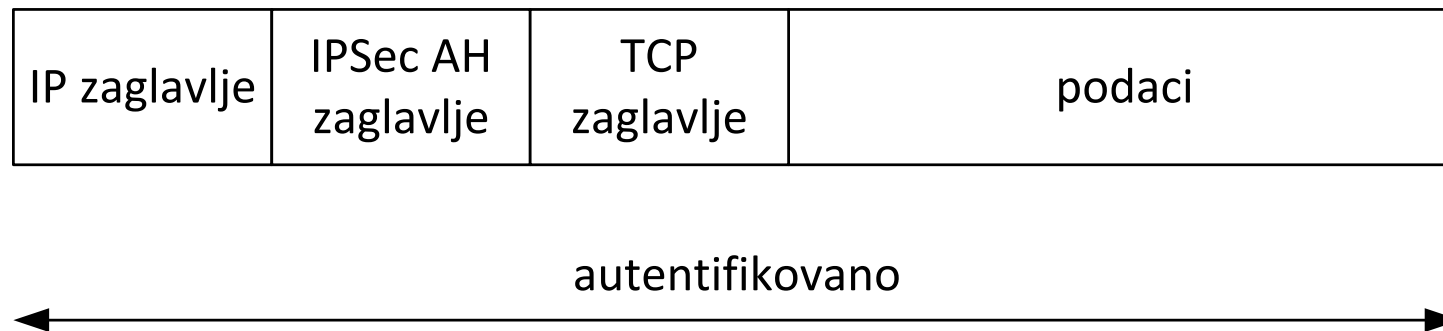 IP zaglavlje
IPSec AH
zaglavlje
TCP
zaglavlje
podaci
autentifikovano